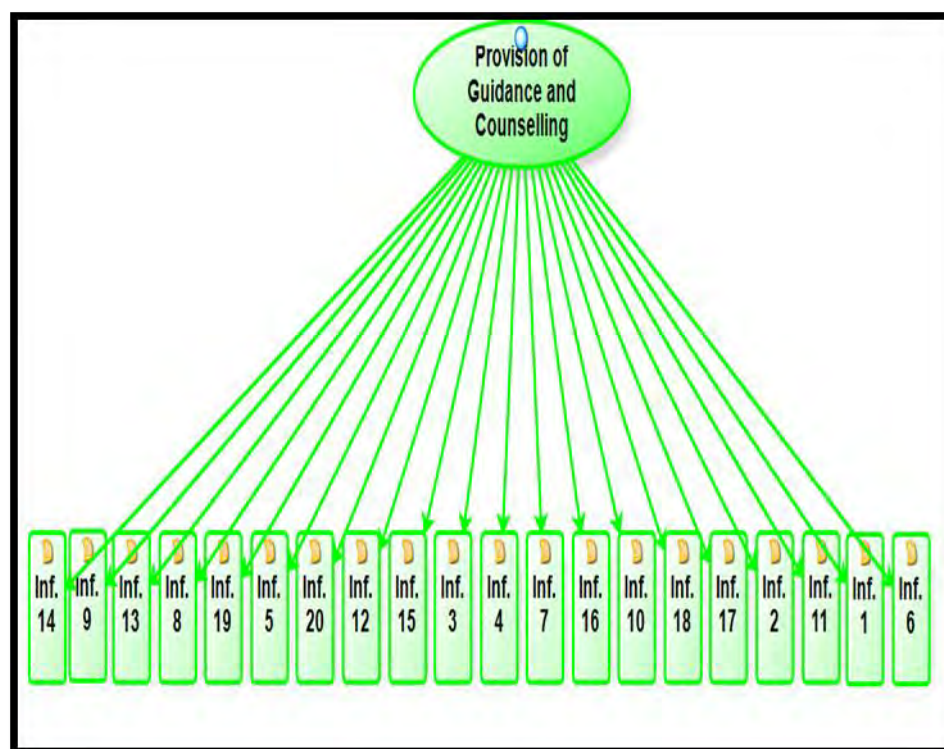 Provision of
Guidance and
Counselling
Inf.
14
Inf.
9
Inf.
13
Inf.
8
Inf.
19
Inf.
5
Inf.
20
Inf.
12
Inf.
15
Inf.
3
Inf.
4
Inf.
7
Inf.
16
Inf.
10
Inf.
18
Inf.
17
Inf.
2
Inf.
11
Inf.
1
Inf.
6